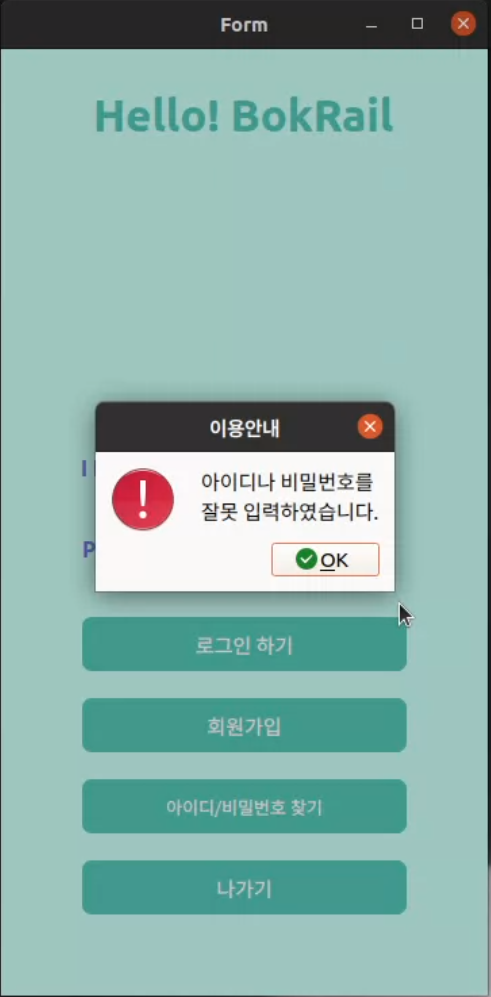 Form
Hello! BokRail
이용안내
아이디나 비밀번호를
잘못 입력하였습니다.
OK
로그인 하기
회원가입
아이디/비밀번호 찾기
나가기